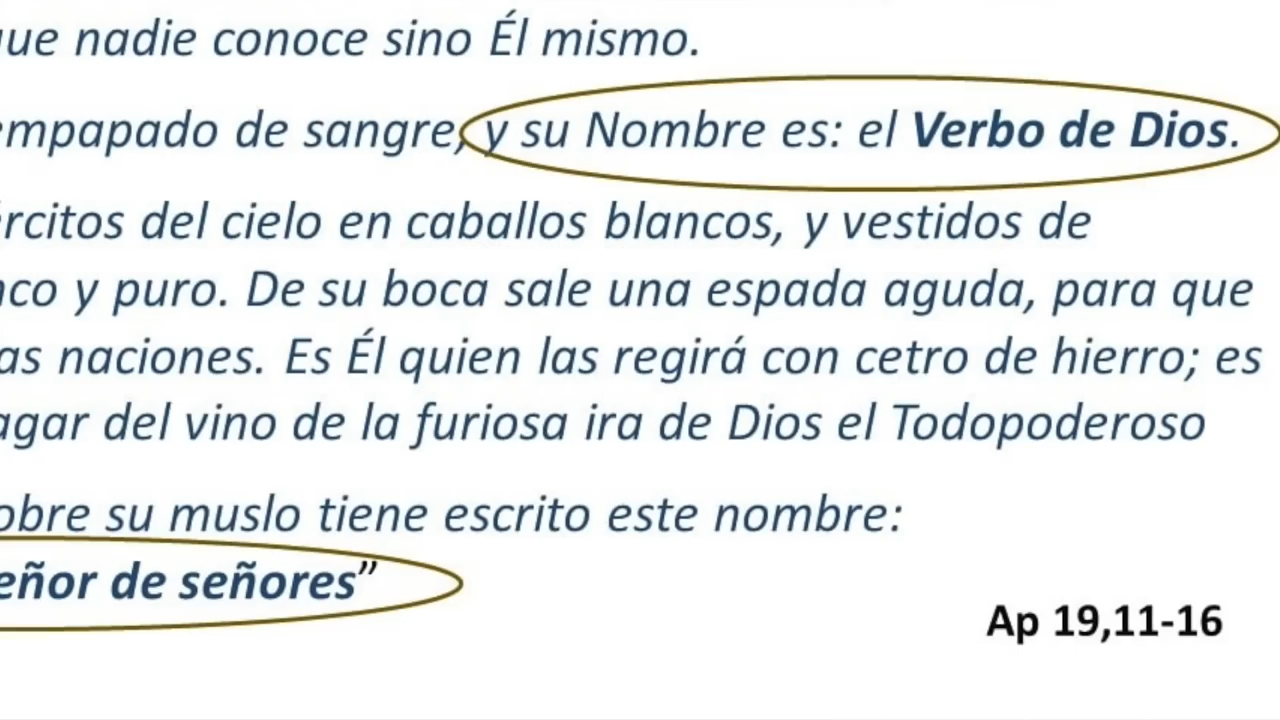 que nadie conoce sino Él mismo.
empapado de sangre, y su Nombre es: el Verbo de Dios.
ércitos del cielo en caballos blancos, y vestidos de
nco y puro. De su boca sale una espada aguda, para que
as naciones. Es Él quien las regirá con cetro de hierro; es
agar del vino de la furiosa ira de Dios el Todopoderoso
obre su muslo tiene escrito este nombre:
eñor de señores”
Ap 19,11-16